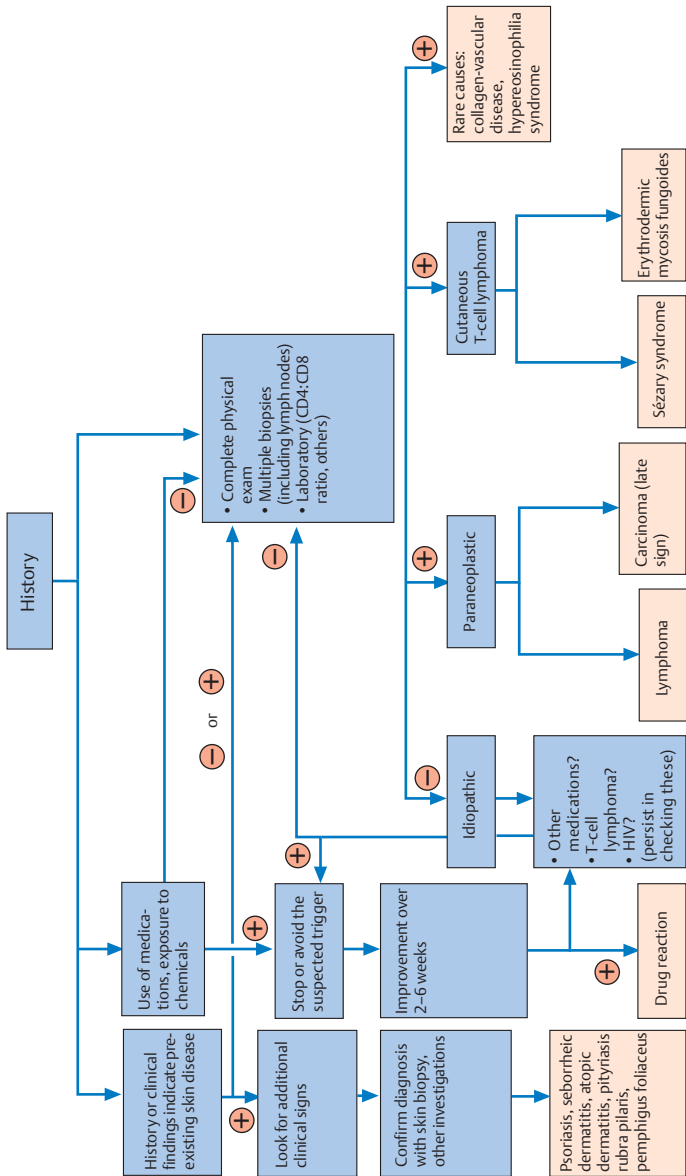 History
History or clinical
findings indicate pre-
existing skin disease
Use of medica-
tions, exposure to
chemicals
• Complete physical
exam
• Multiple biopsies
(including lymph nodes)
• Laboratory (CD4:CD8
ratio, others)
−
− or +
+
+
+
−
Look for additional
clinical signs
Stop or avoid the
suspected trigger
Confirm diagnosis
with skin biopsy,
other investigations
Improvement over
2–6 weeks
−
+
+
+
Idiopathic
Paraneoplastic
Cutaneous
T-cell lymphoma
Rare causes:
collagen-vascular
disease,
hypereosinophilia
syndrome
• Other
medications?
• T-cell
lymphoma?
• HIV?
(persist in
checking these)
+
Psoriasis, seborrheic
dermatitis, atopic
dermatitis, pityriasis
rubra pilaris,
pemphigus foliaceus
Drug reaction
Lymphoma
Carcinoma (late
sign)
Sézary syndrome
Erythrodermic
mycosis fungoides